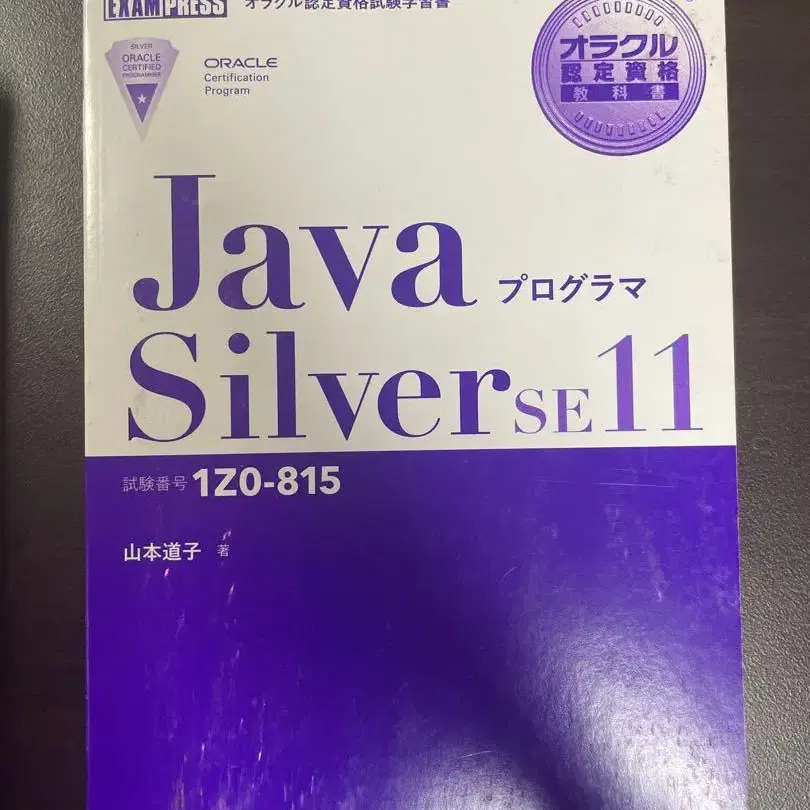 EXAMPRESS
オラクル認定資格試験学習書
SILVER
ORACLE
CERTIFIED
PROGRAMMER
ORACLE
Certification
Program
オラクル
認定資格
教科書
Java プログラマ
Silver SE 11
試験番号 1Z0-815
山本道子 著